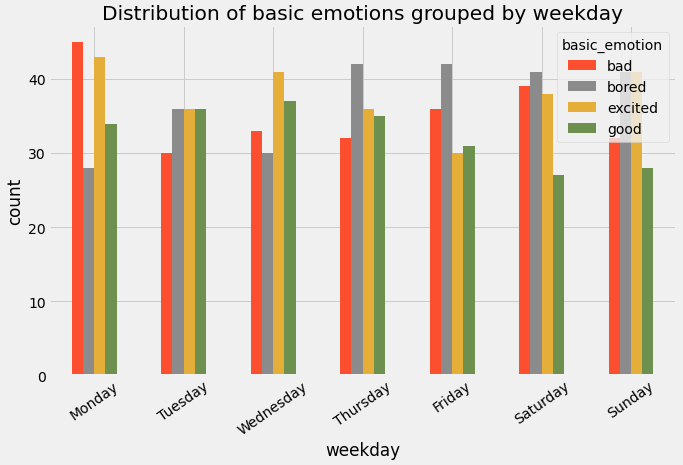 Distribution of basic emotions grouped by weekday
basic_emotion
bad
bored
excited
good
count
40
30
20
10
0
Monday
Tuesday
Wednesday
Thursday
Friday
Saturday
Sunday
weekday